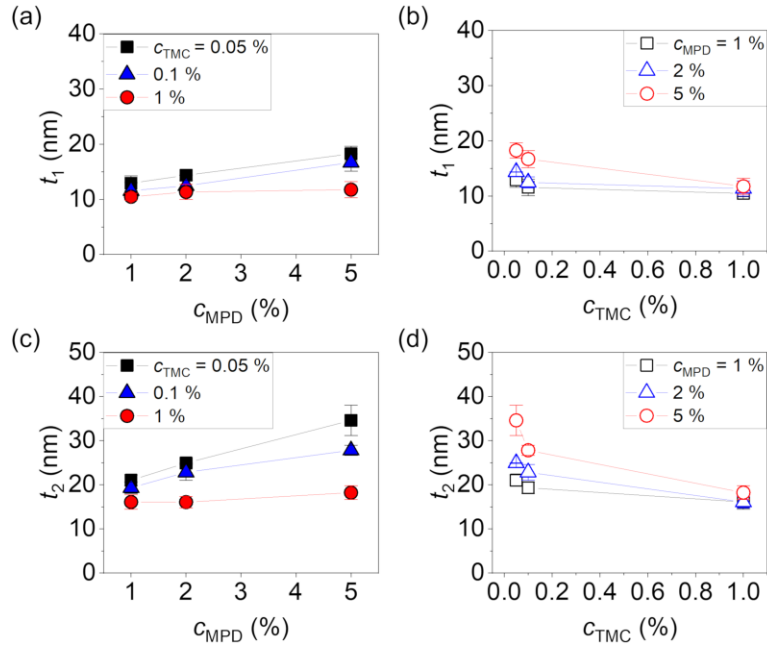 (a)
40
30
20
10
0
t1 (nm)
cTMC = 0.05 %
0.1 %
1 %
1 2 3 4 5
cMPD (%)
(b)
40
30
20
10
0
t1 (nm)
cMPD = 1%
2 %
5 %
0.0 0.2 0.4 0.6 0.8 1.0
cTMC (%)
(c)
50
40
30
20
10
0
t2 (nm)
cTMC = 0.05 %
0.1 %
1 %
1 2 3 4 5
cMPD (%)
(d)
50
40
30
20
10
0
t2 (nm)
cMPD = 1%
2 %
5 %
0.0 0.2 0.4 0.6 0.8 1.0
cTMC (%)